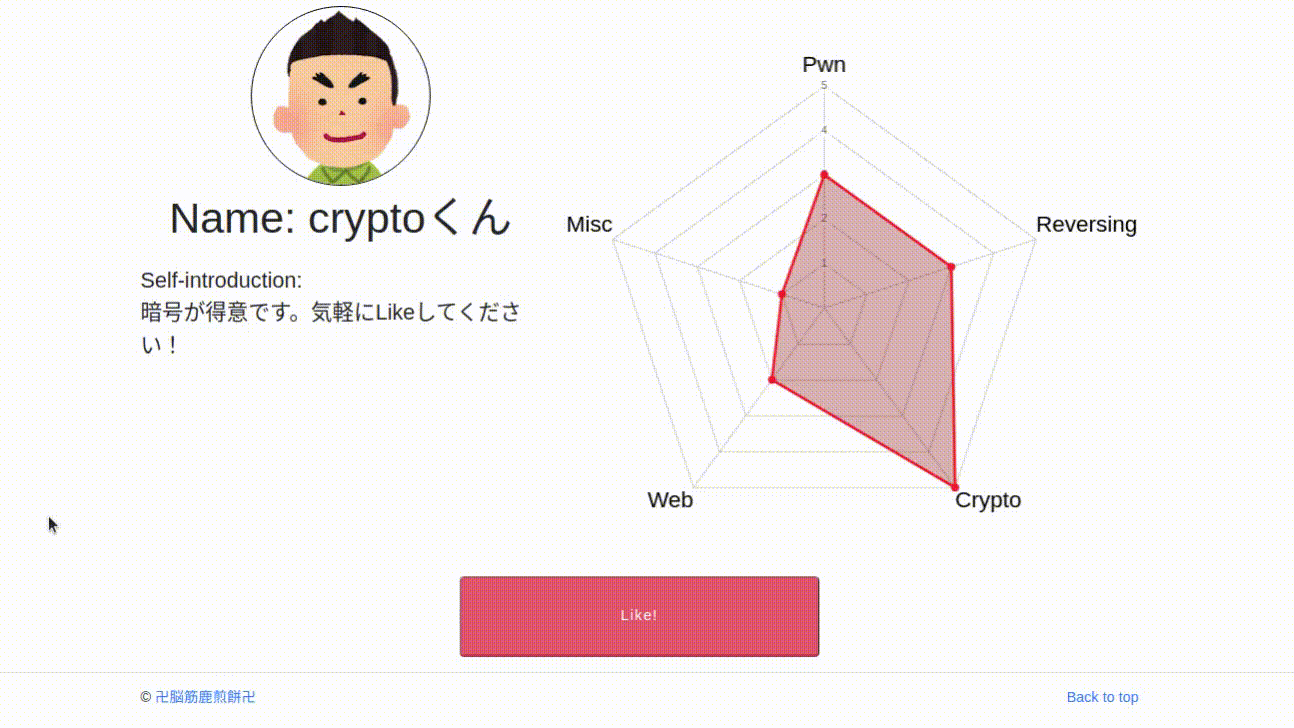 Name: cryptoくん
Self-introduction:
暗号が得意です。気軽にLikeしてくださ
い！
Pwn
5
4
2
1
Misc
Reversing
Web
Crypto
Like!
© 卍脳筋鹿煎餅卍
Back to top